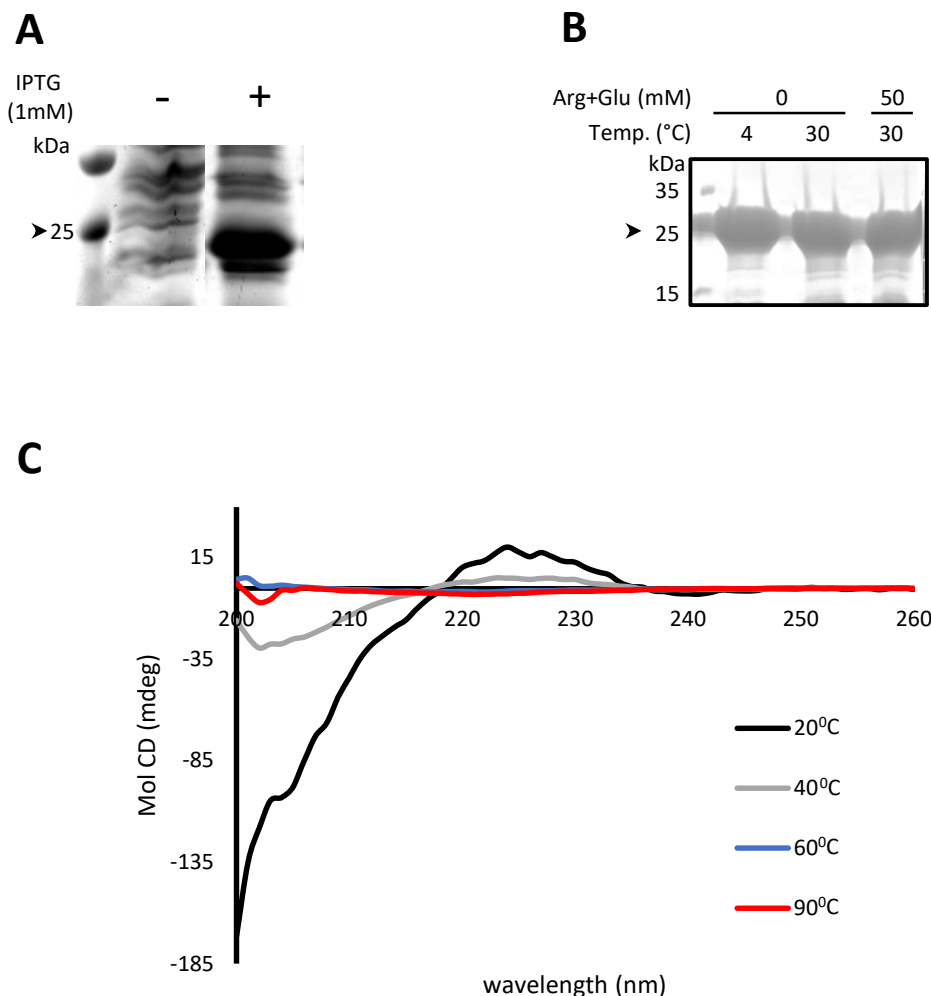 A
IPTG
(1mM)
- +
kDa
25
B
Arg+Glu (mM) 0 50
Temp. (°C) 4 30 30
kDa
35
25
15
C
15
200 210 220 230 240 250 260
-35
-85
-135
-185
Mol CD (mdeg)
20⁰C
40⁰C
60⁰C
90⁰C
wavelength (nm)